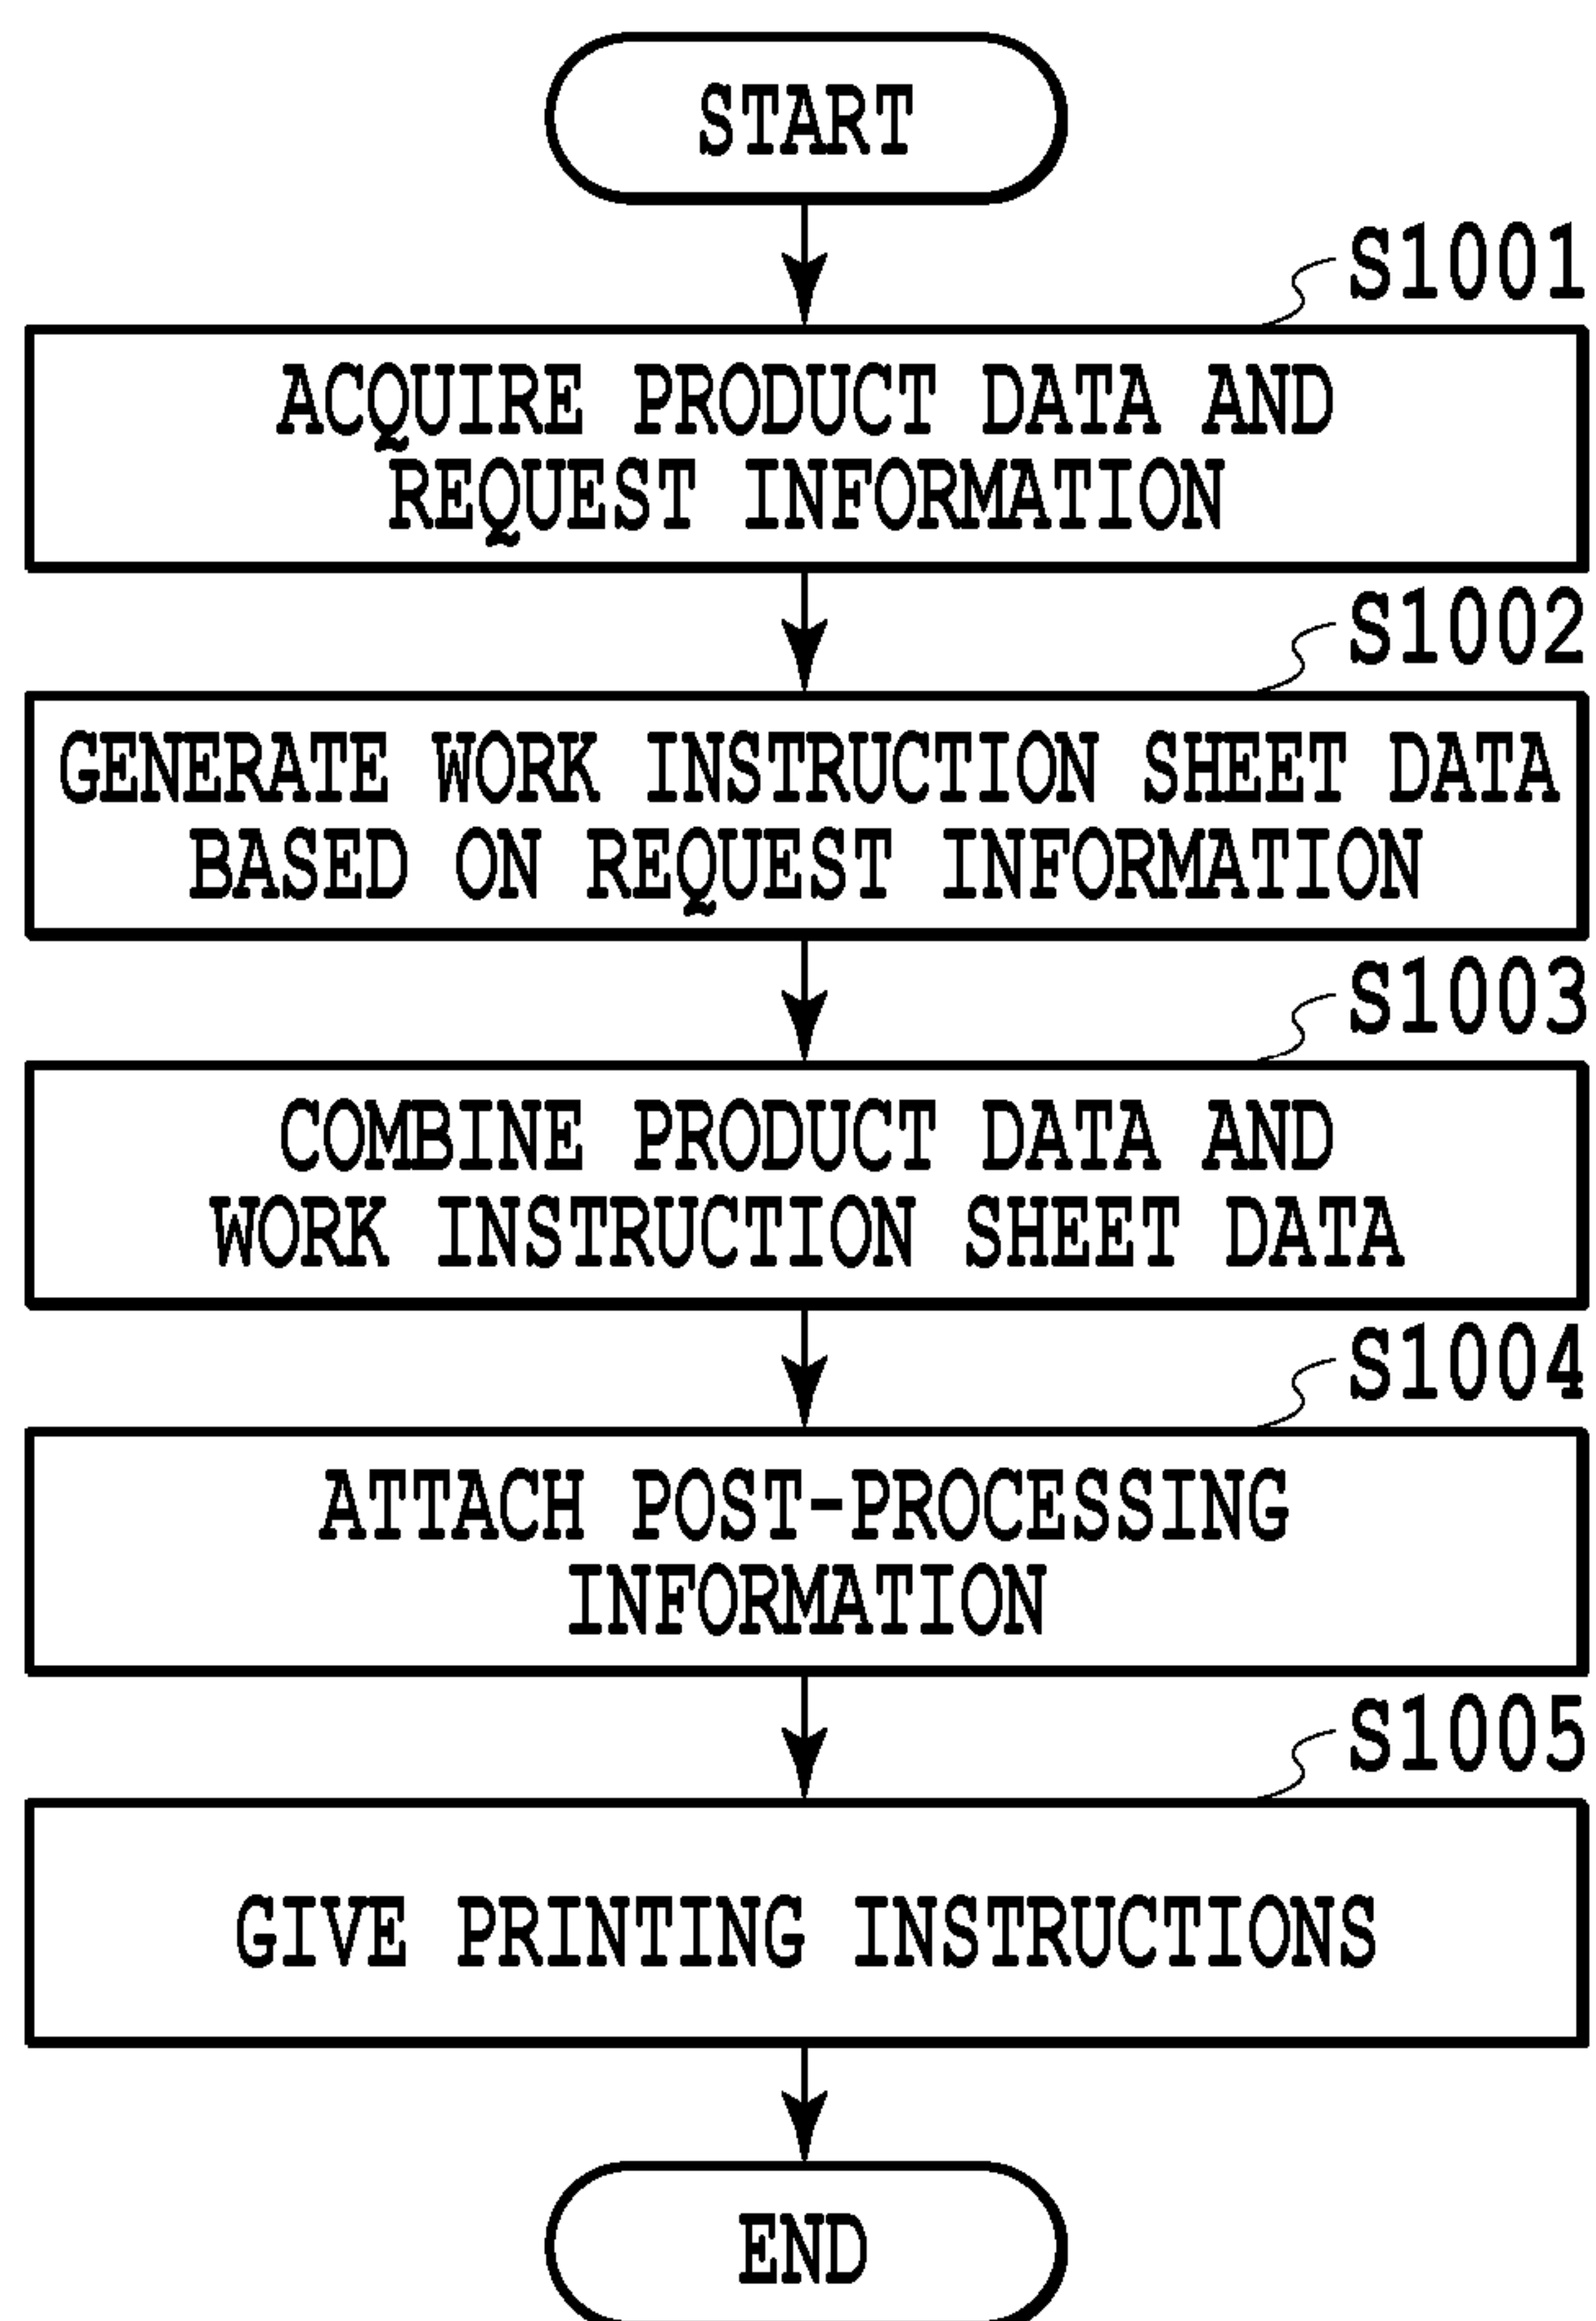 START
S1001
ACQUIRE PRODUCT DATA AND
REQUEST INFORMATION
S1002
GENERATE WORK INSTRUCTION SHEET DATA
BASED ON REQUEST INFORMATION
S1003
COMBINE PRODUCT DATA AND
WORK INSTRUCTION SHEET DATA
S1004
ATTACH POST-PROCESSING
INFORMATION
S1005
GIVE PRINTING INSTRUCTIONS
END